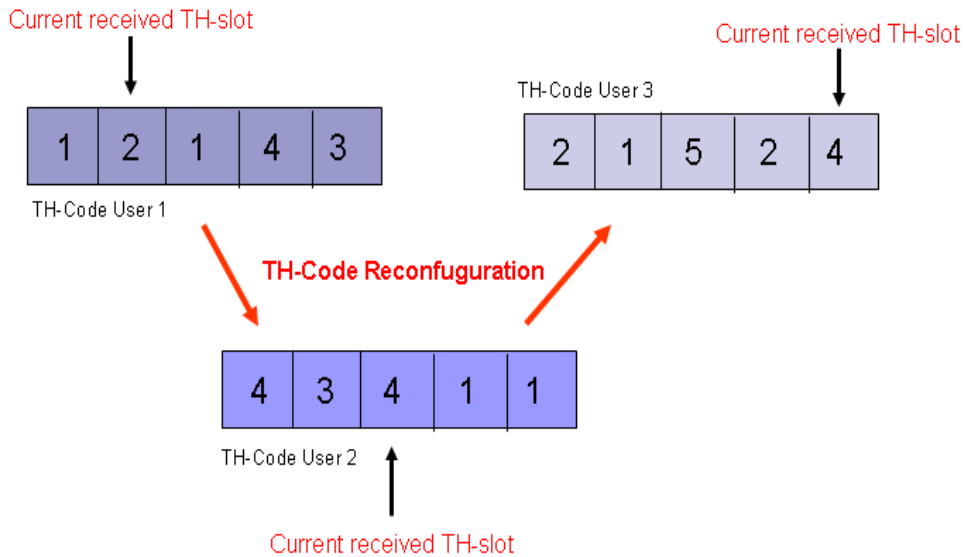 Current received TH-slot
1 2 1 4 3
TH-Code User 1
Current received TH-slot
TH-Code User 3
2 1 5 2 4
TH-Code Reconfuguration
4 3 4 1 1
TH-Code User 2
Current received TH-slot